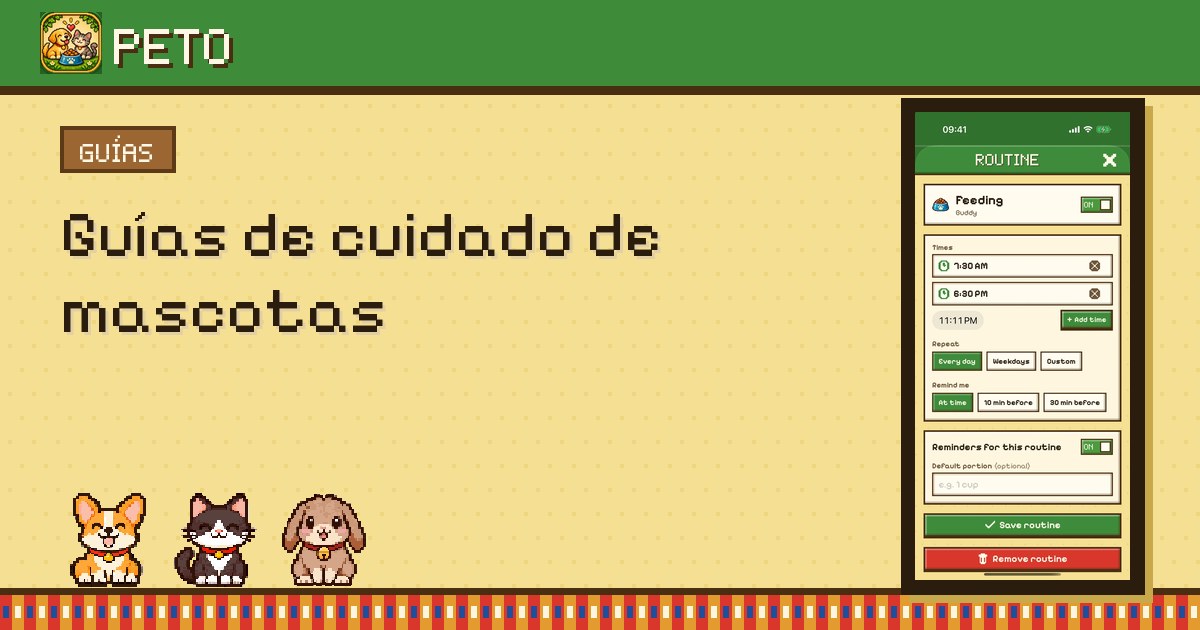 PETO
GUÍAS
Guías de cuidado de
mascotas
09:41
ROUTINE
Feeding
Buddy
ON
Times
7:30 AM
6:30 PM
11:11 PM
+ Add time
Repeat
Every day
Weekdays
Custom
Remind me
At time
10 min before
30 min before
Reminders for this routine
ON
Default portion (optional)
e.g. 1 cup
Save routine
Remove routine